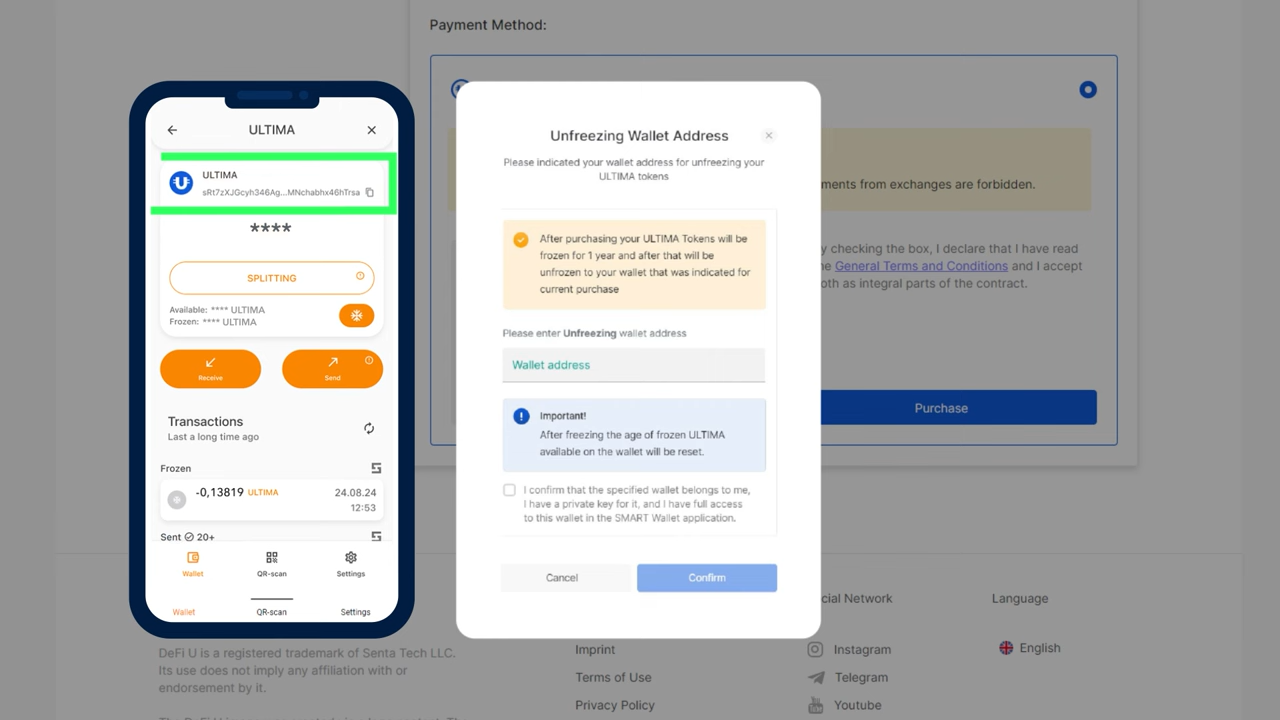 Payment Method:
ULTIMA
ULTIMA
sRt7zXJGcyh346Ag...MNchabhx46hTrsa
****
SPLITTING
Available: **** ULTIMA
Frozen: **** ULTIMA
Receive
Send
Transactions
Last a long time ago
Frozen
-0,13819 ULTIMA
24.08.24
12:53
Sent 20+
Wallet
QR-scan
Settings
Wallet
QR-scan
Settings
Unfreezing Wallet Address
Please indicated your wallet address for unfreezing your
ULTIMA tokens
After purchasing your ULTIMA Tokens will be
frozen for 1 year and after that will be
unfrozen to your wallet that was indicated for
current purchase
Please enter Unfreezing wallet address
Wallet address
Important!
After freezing the age of frozen ULTIMA
available on the wallet will be reset.
I confirm that the specified wallet belongs to me,
I have a private key for it, and I have full access
to this wallet in the SMART Wallet application.
Cancel
Confirm
ments from exchanges are forbidden.
y checking the box, I declare that I have read
he General Terms and Conditions and I accept
oth as integral parts of the contract.
Purchase
DeFi U is a registered trademark of Senta Tech LLC.
Its use does not imply any affiliation with or
endorsement by it.
Imprint
Terms of Use
Privacy Policy
cial Network
Instagram
Telegram
Youtube
Language
English